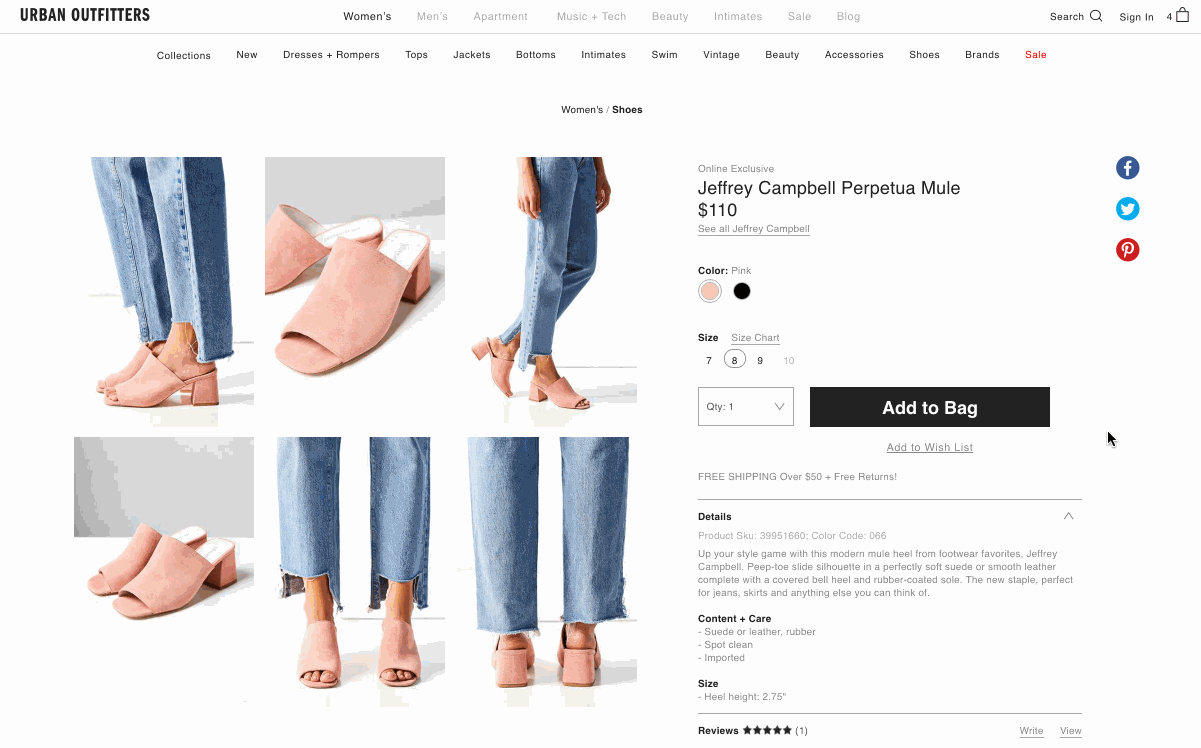 URBAN OUTFITTERS
Women's Men's Apartment Music + Tech Beauty Intimates Sale Blog
Search Sign In 4
Collections New Dresses + Rompers Tops Jackets Bottoms Intimates Swim Vintage Beauty Accessories Shoes Brands Sale
Women's / Shoes
Online Exclusive
Jeffrey Campbell Perpetua Mule
$110
See all Jeffrey Campbell
Color: Pink
Size Size Chart
7 8 9 10
Qty: 1 Add to Bag
Add to Wish List
FREE SHIPPING Over $50 + Free Returns!
Details
Product Sku: 39951660; Color Code: 066
Up your style game with this modern mule heel from footwear favorites, Jeffrey
Campbell. Peep-toe slide silhouette in a perfectly soft suede or smooth leather
complete with a covered bell heel and rubber-coated sole. The new staple, perfect
for jeans, skirts and anything else you can think of.
Content + Care
- Suede or leather, rubber
- Spot clean
- Imported
Size
- Heel height: 2.75"
Reviews ★★★★★ (1) Write View